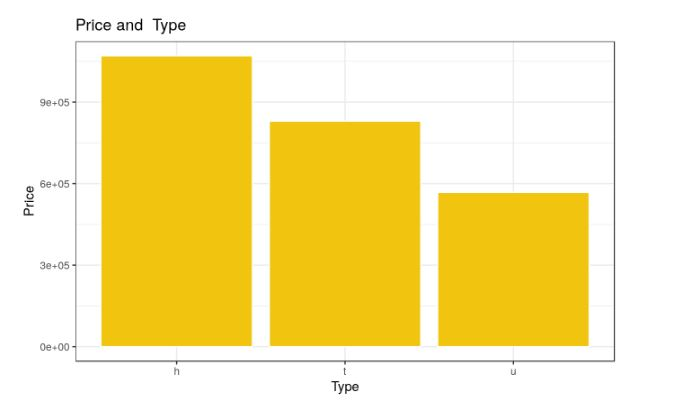 Price and  Type
Price
9e+05
6e+05
3e+05
0e+00
h t u
Type